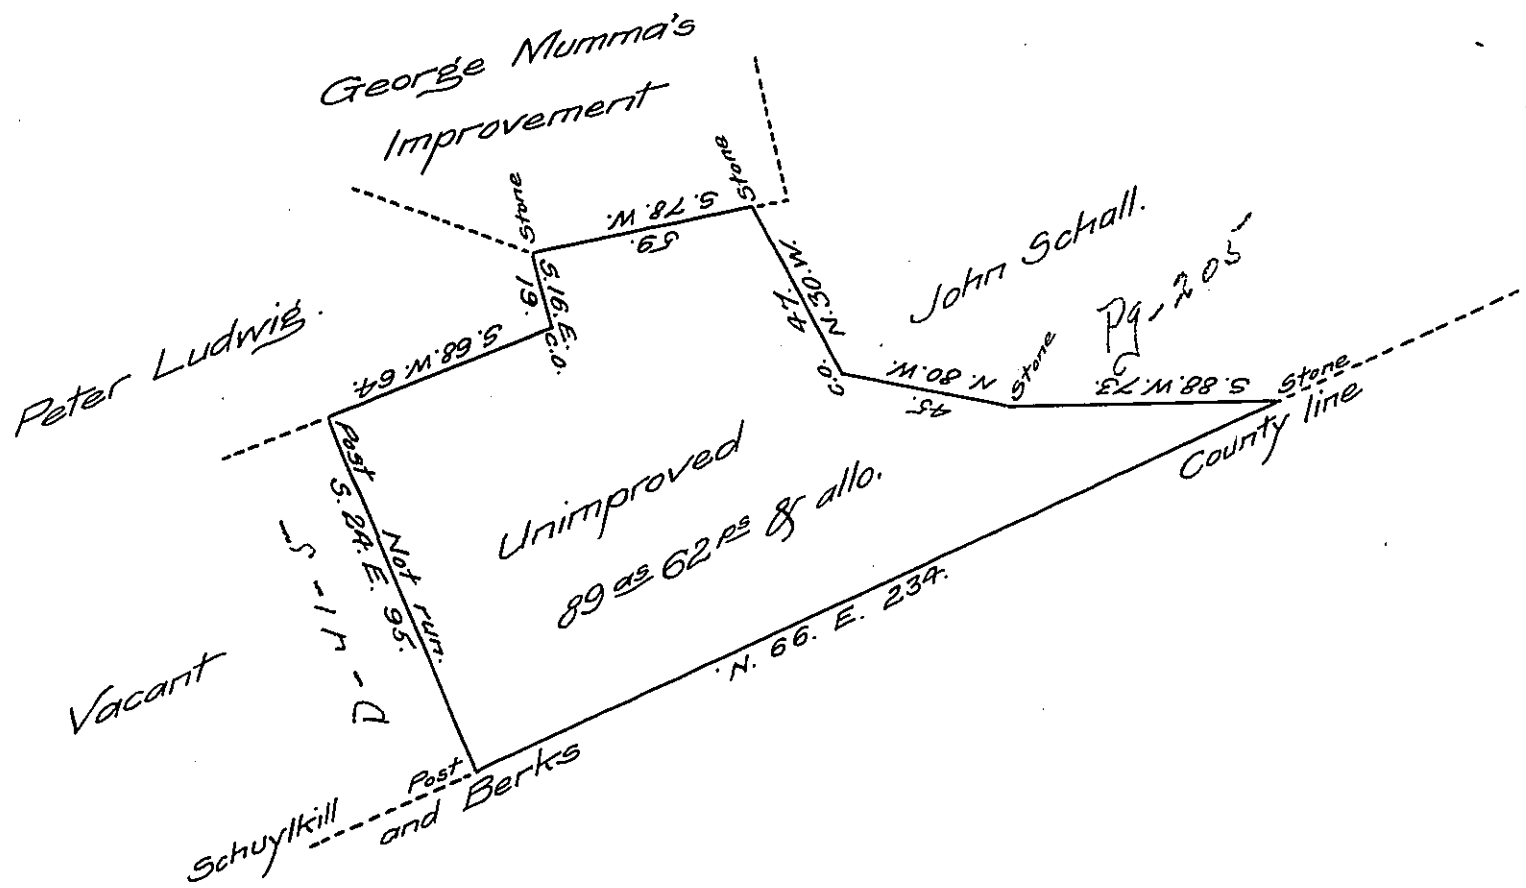 George Mumma's
Improvement
Stone
Stone
S. 78. W.
59.
S. 16. E.
19.
C.O.
N. 30. W.
47.
John Schall.
Pg. 205
Peter Ludwig.
S. 68. W. 64.
C.O.
N. 80. W.
45.
Stone
S. 88. W. 73.
Stone
County line
Post
Not run.
S. 24. E. 95.
Unimproved
89 as 62 ps & allo.
N. 66. E. 234.
Vacant
Post
Schuylkill
and Berks